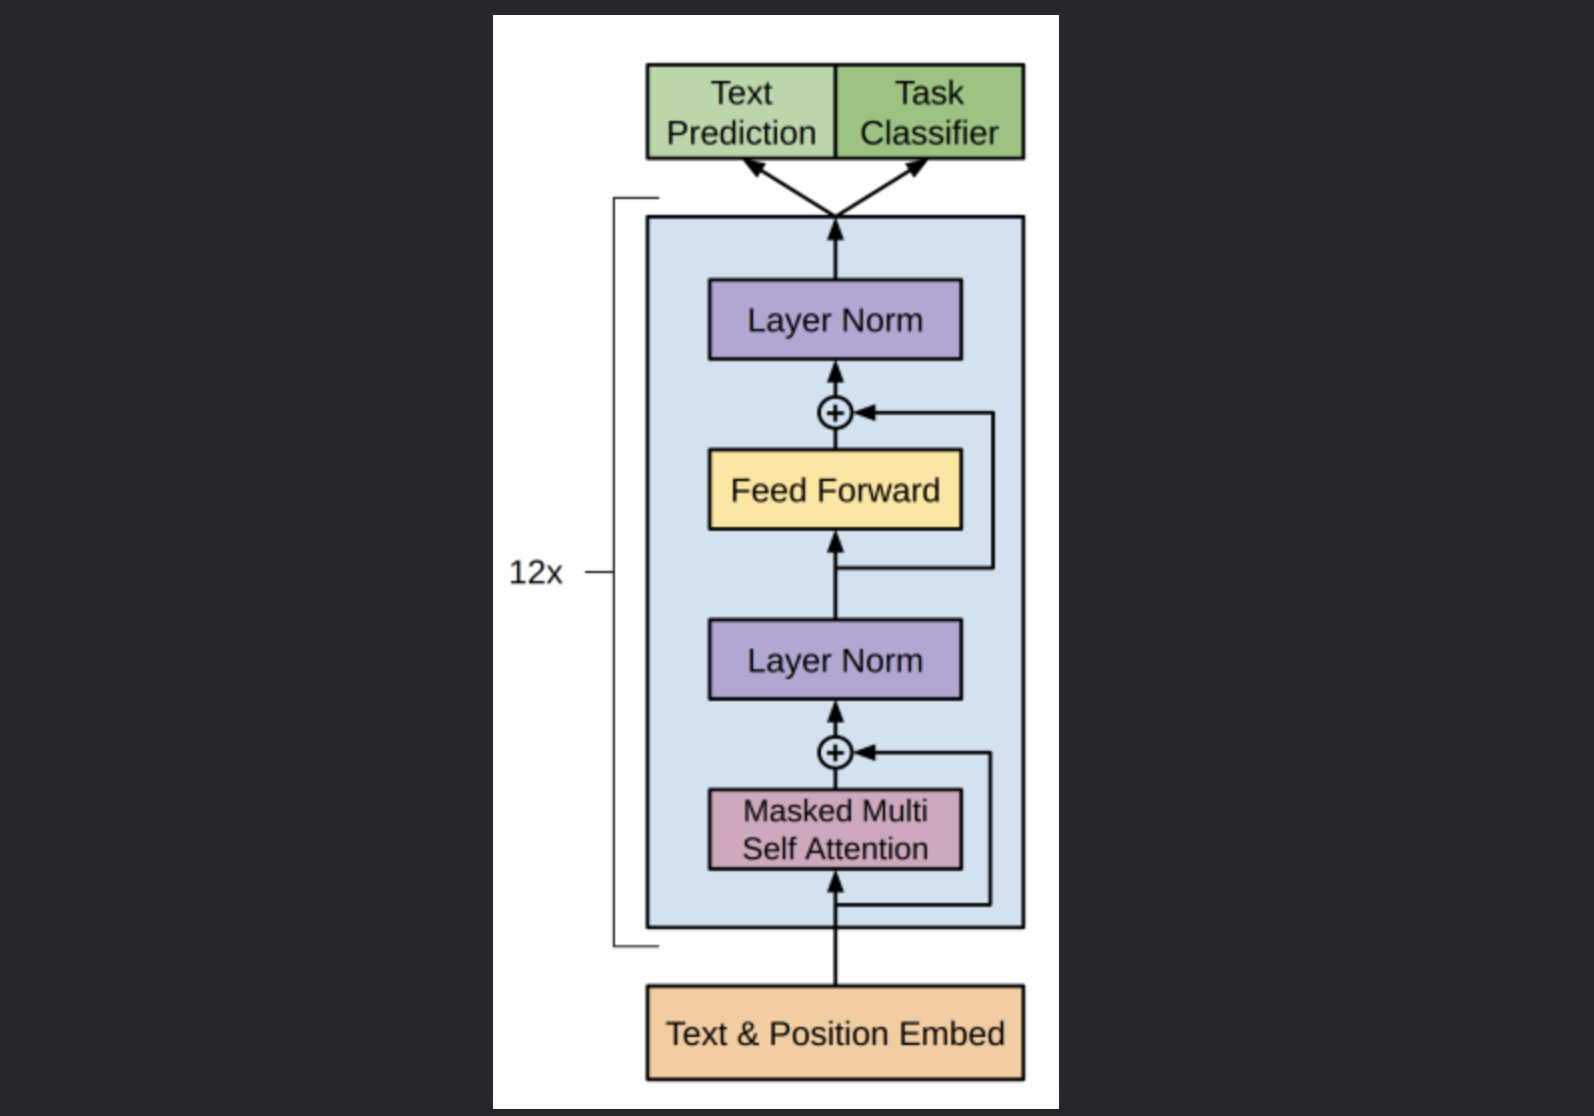 Text
Prediction
Task
Classifier
Layer Norm
+
Feed Forward
12x
Layer Norm
+
Masked Multi
Self Attention
Text & Position Embed